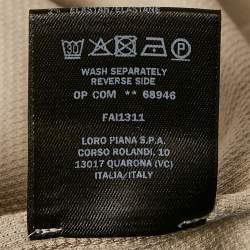 2% ELASTAN/ELASTANE
WASH SEPARATELY
REVERSE SIDE
OP COM ** 68946
FAI1311
LORO PIANA S.P.A.
CORSO ROLANDI, 10
13017 QUARONA (VC)
ITALIA/ITALY